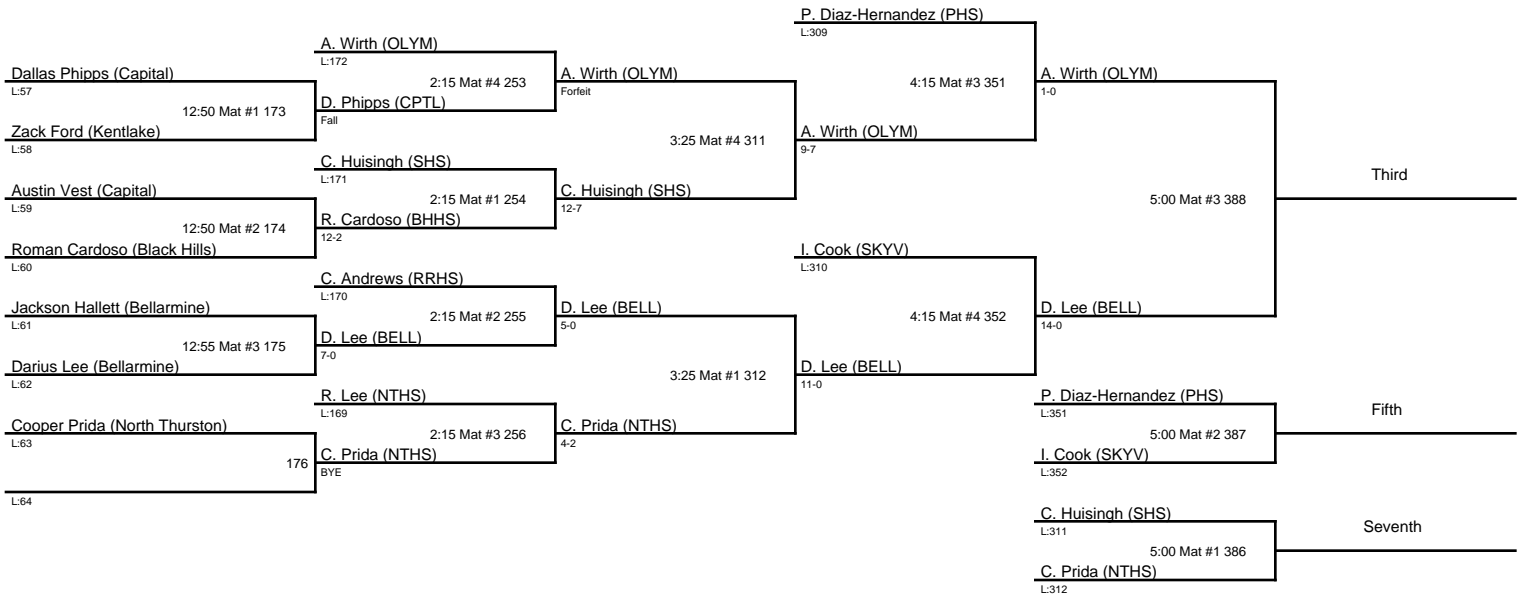 P. Diaz-Hernandez (PHS)
L:309
A. Wirth (OLYM)
L:172
Dallas Phipps (Capital)
L:57
2:15 Mat #4 253
A. Wirth (OLYM)
Forfeit
4:15 Mat #3 351
A. Wirth (OLYM)
1-0
12:50 Mat #1 173
D. Phipps (CPTL)
Fall
Zack Ford (Kentlake)
L:58
3:25 Mat #4 311
A. Wirth (OLYM)
9-7
C. Huisingh (SHS)
L:171
Third
Austin Vest (Capital)
L:59
2:15 Mat #1 254
C. Huisingh (SHS)
12-7
5:00 Mat #3 388
12:50 Mat #2 174
R. Cardoso (BHHS)
12-2
Roman Cardoso (Black Hills)
L:60
I. Cook (SKYV)
L:310
C. Andrews (RRHS)
L:170
Jackson Hallett (Bellarmine)
L:61
2:15 Mat #2 255
D. Lee (BELL)
5-0
4:15 Mat #4 352
D. Lee (BELL)
14-0
12:55 Mat #3 175
D. Lee (BELL)
7-0
Darius Lee (Bellarmine)
L:62
3:25 Mat #1 312
D. Lee (BELL)
11-0
R. Lee (NTHS)
L:169
P. Diaz-Hernandez (PHS)
L:351
Fifth
Cooper Prida (North Thurston)
L:63
2:15 Mat #3 256
C. Prida (NTHS)
4-2
5:00 Mat #2 387
176
C. Prida (NTHS)
BYE
I. Cook (SKYV)
L:352
L:64
C. Huisingh (SHS)
L:311
Seventh
5:00 Mat #1 386
C. Prida (NTHS)
L:312